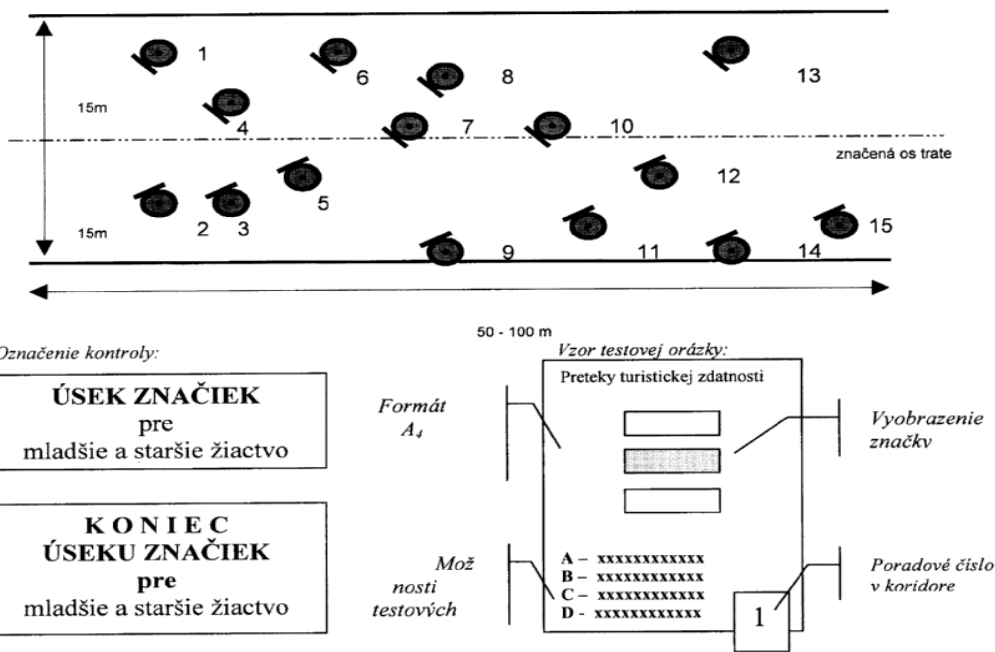 1
6
8
13
15m
4
7
10
značená os trate
5
12
2
3
15m
9
11
14
15
50 - 100 m
Označenie kontroly:
ÚSEK ZNAČIEK
pre
mladšie a staršie žiactvo
KONIEC
ÚSEKU ZNAČIEK
pre
mladšie a staršie žiactvo
Vzor testovej orázky:
Preteky turistickej zdatnosti
Formát
A4
Vyobrazenie
značkv
Mož
nosti
testových
A – xxxxxxxxxxxx
B – xxxxxxxxxxxx
C – xxxxxxxxxxxx
D - xxxxxxxxxxxx
1
Poradové čislo
v koridore